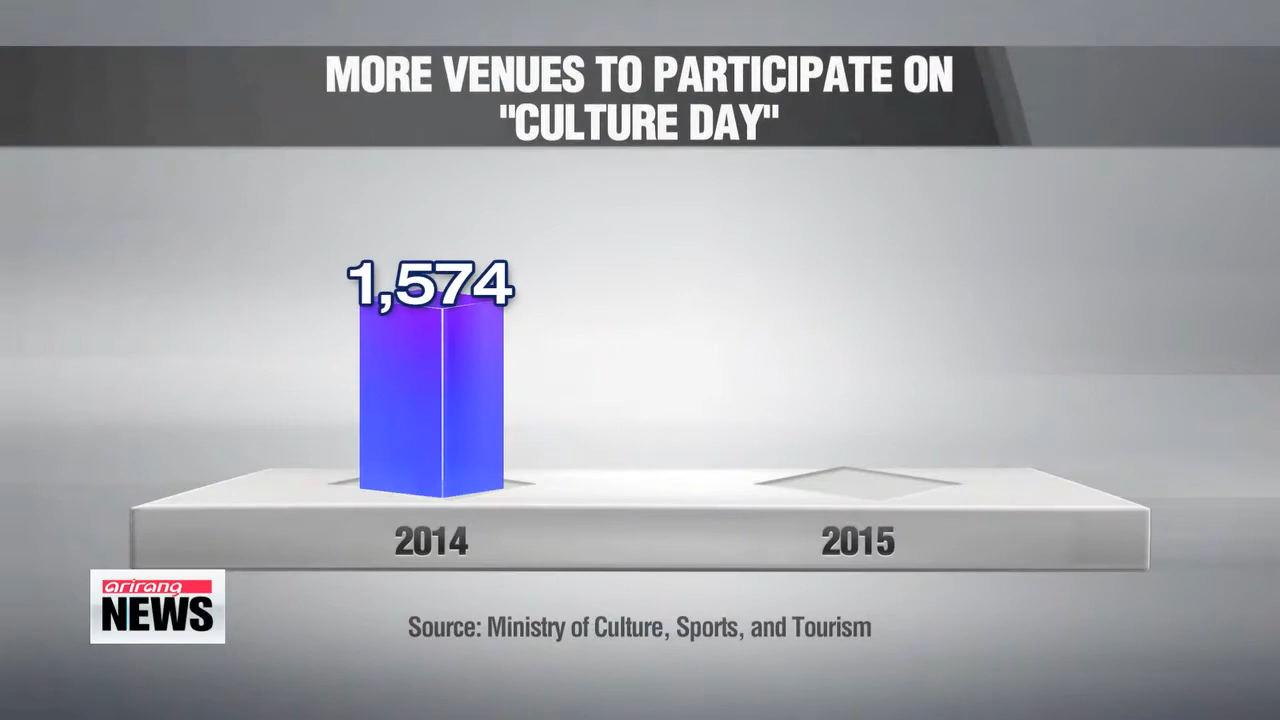 MORE VENUES TO PARTICIPATE ON
"CULTURE DAY"
1,574
2014
2015
arirang
NEWS
Source: Ministry of Culture, Sports, and Tourism